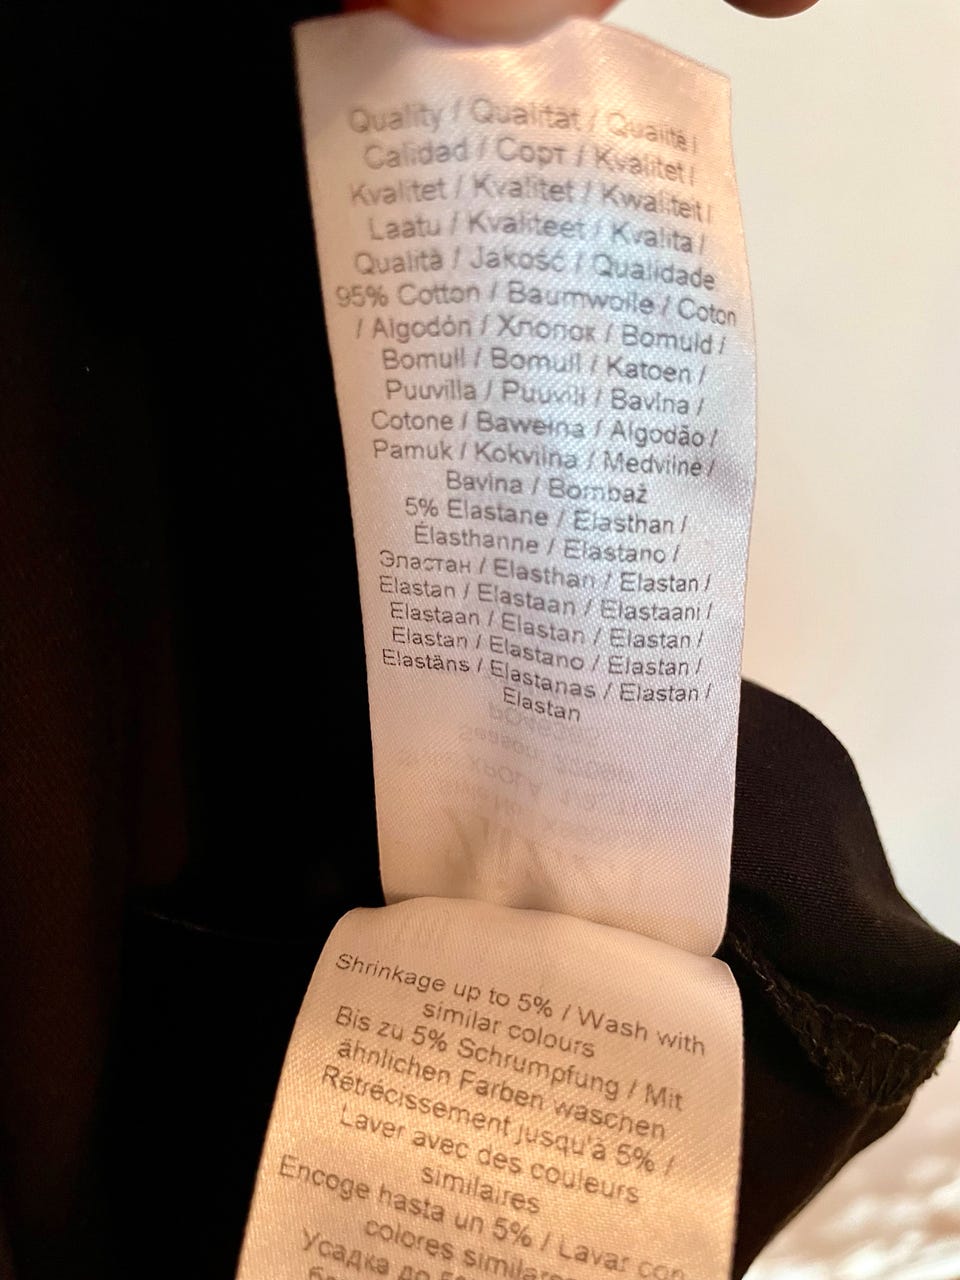 Quality / Qualität / Qualité /
Calidad / Сорт / Kvalitet /
Kvalitet / Kvalitet / Kwaliteit /
Laatu / Kvaliteet / Kvalita /
Qualità / Jakość / Qualidade
95% Cotton / Baumwolle / Coton
/ Algodón / Хлопок / Bomuld /
Bomull / Bomull / Katoen /
Puuvilla / Puuvill / Bavlna /
Cotone / Bawełna / Algodão /
Pamuk / Kokvilna / Medvilnė /
Bavlna / Bombaž
5% Elastane / Elasthan /
Élasthanne / Elastano /
Эластан / Elasthan / Elastan /
Elastan / Elastaan / Elastaani /
Elastaan / Elastan / Elastan /
Elastan / Elastano / Elastan /
Elastāns / Elastanas / Elastan /
Elastan
Shrinkage up to 5% / Wash with
similar colours
Bis zu 5% Schrumpfung / Mit
ähnlichen Farben waschen
Rétrécissement jusqu'à 5% /
Laver avec des couleurs
similaires
Encoge hasta un 5% / Lavar con
colores similares
Усадка до